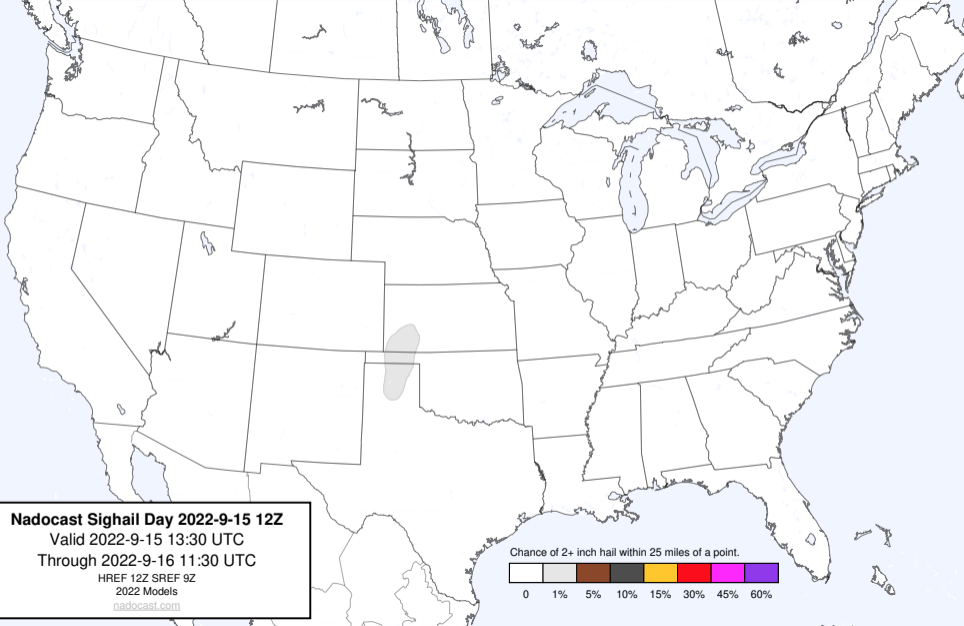 Nadocast Sighail Day 2022-9-15 12Z
Valid 2022-9-15 13:30 UTC
Through 2022-9-16 11:30 UTC
HREF 12Z SREF 9Z
2022 Models
nadocast.com
Chance of 2+ inch hail within 25 miles of a point.
0 1% 5% 10% 15% 30% 45% 60%